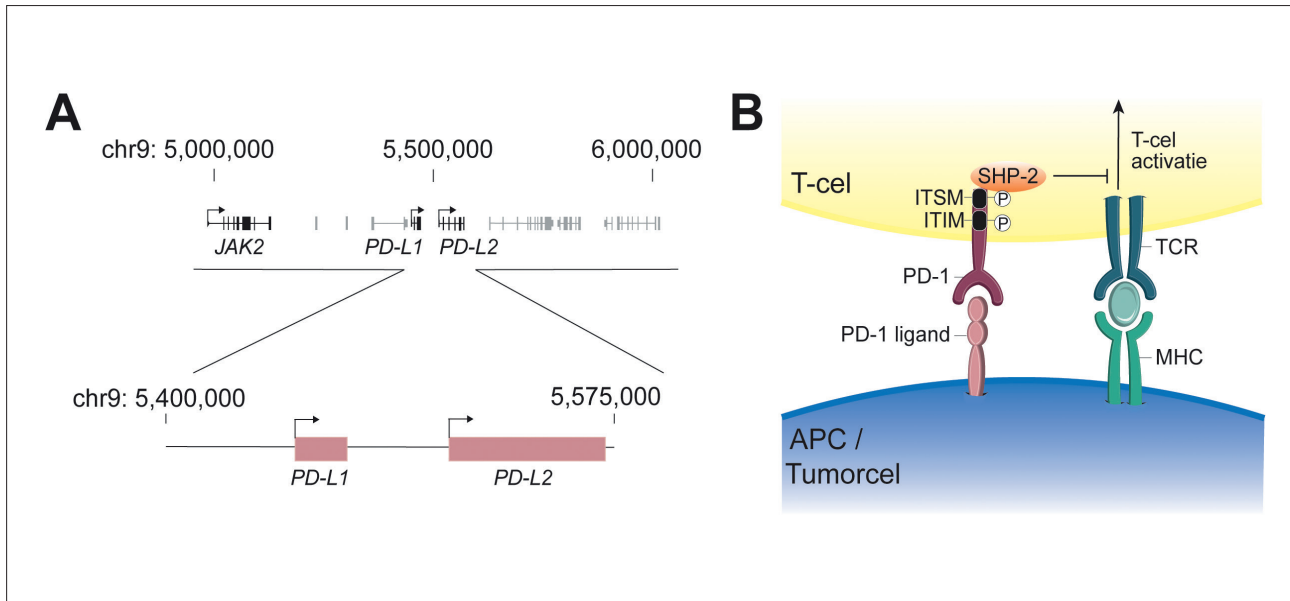 A
chr9: 5,000,000 5,500,000 6,000,000
JAK2 PD-L1 PD-L2
chr9: 5,400,000 5,575,000
PD-L1 PD-L2
B
T-cel
activatie
T-cel
SHP-2
ITSM P
ITIM P
TCR
PD-1
PD-1 ligand
MHC
APC /
Tumorcel